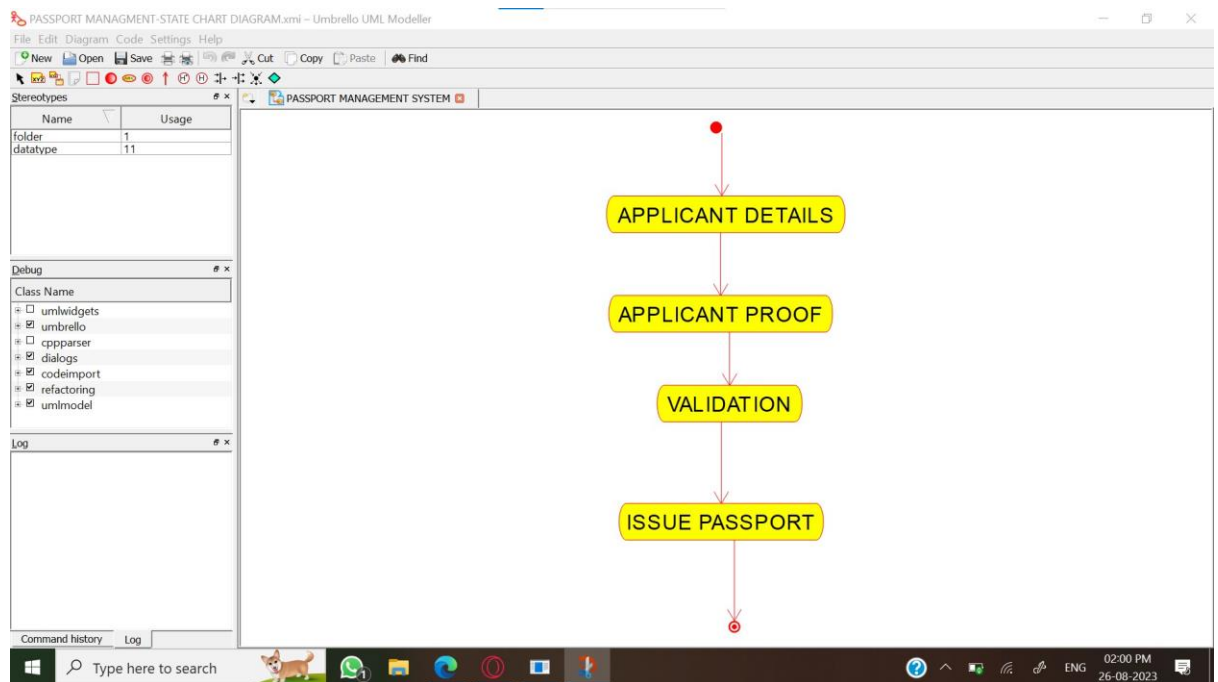 PASSPORT MANAGMENT-STATE CHART DIAGRAM.xmi – Umbrello UML Modeller
File Edit Diagram Code Settings Help
New Open Save Cut Copy Paste Find
Stereotypes
PASSPORT MANAGEMENT SYSTEM
Name Usage
folder 1
datatype 11
APPLICANT DETAILS
Debug
Class Name
umlwidgets
umbrello
cppparser
dialogs
codeimport
refactoring
umlmodel
APPLICANT PROOF
VALIDATION
Log
ISSUE PASSPORT
Command history Log
Type here to search
ENG
02:00 PM
26-08-2023